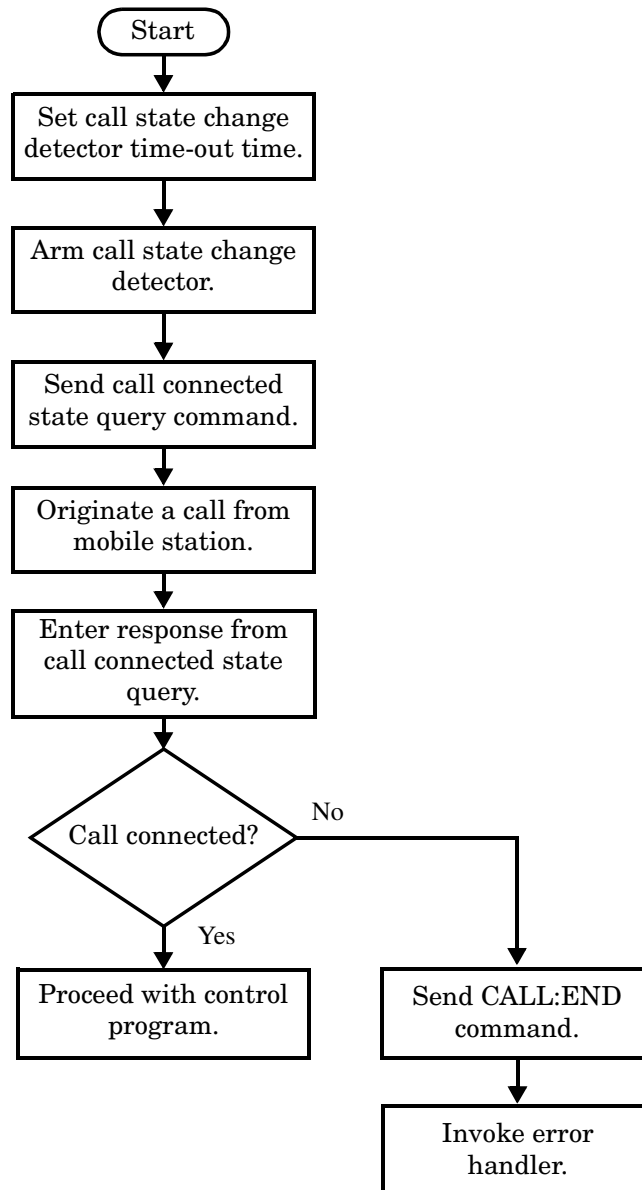 Start
Set call state change
detector time-out time.
Arm call state change
detector.
Send call connected
state query command.
Originate a call from
mobile station.
Enter response from
call connected state
query.
Call connected?
No
Yes
Proceed with control
program.
Send CALL:END
command.
Invoke error
handler.